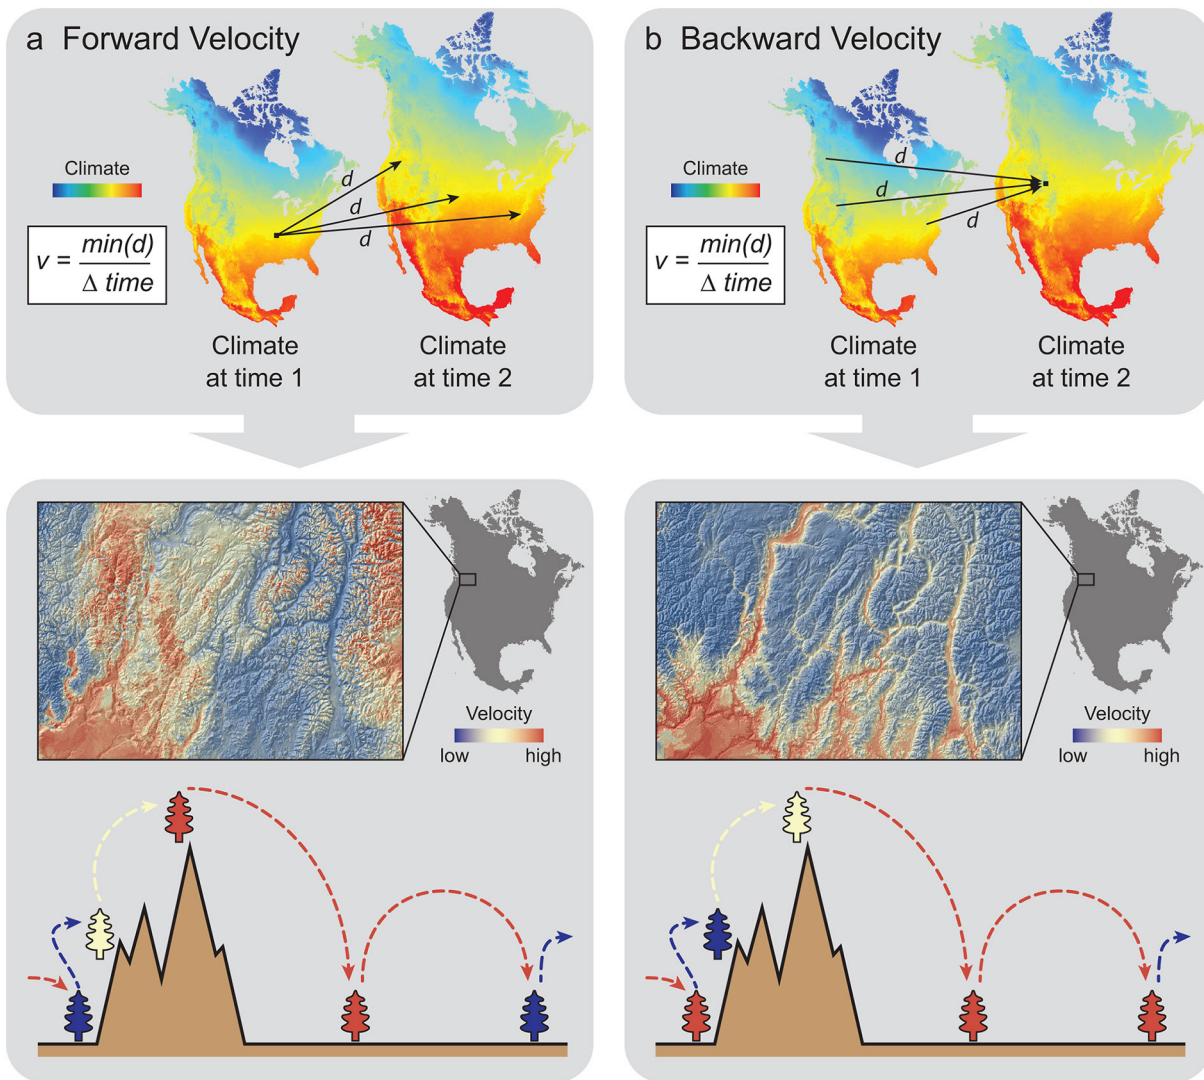 a Forward Velocity
Climate
d
d
d
v = min(d) / Δ time
Climate
at time 1
Climate
at time 2
b Backward Velocity
Climate
d
d
d
v = min(d) / Δ time
Climate
at time 1
Climate
at time 2
Velocity
low high
Velocity
low high